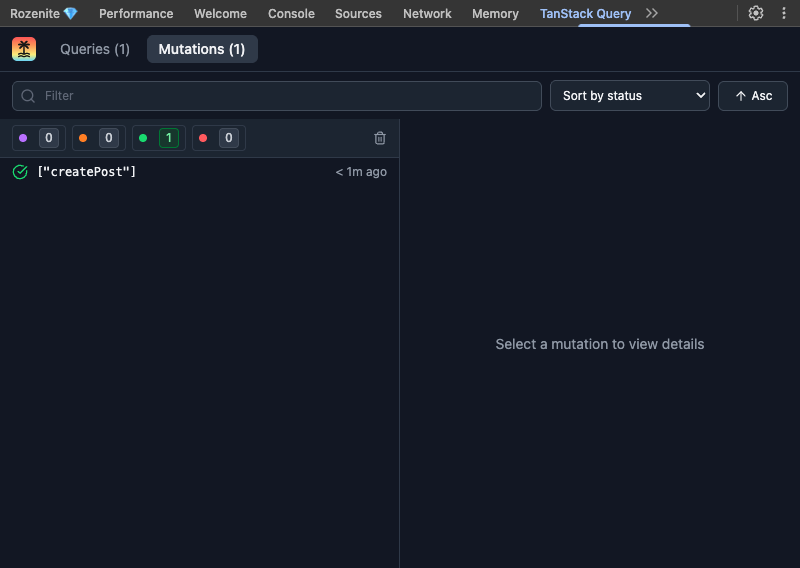 Rozenite Performance Welcome Console Sources Network Memory TanStack Query
Queries (1) Mutations (1)
Filter Sort by status Asc
0 0 1 0
["createPost"] < 1m ago
Select a mutation to view details